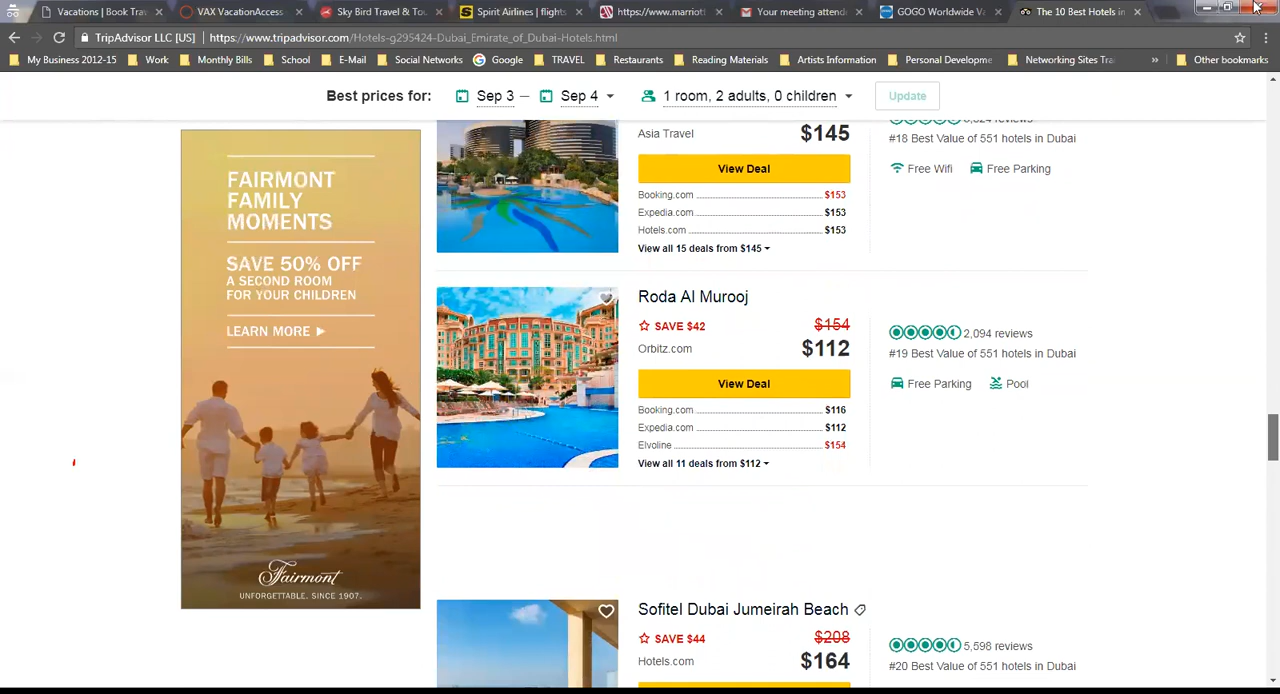 Vacations | Book Trav
VAX VacationAccess
Sky Bird Travel & Tou
Spirit Airlines | flights
https://www.marriott
Your meeting attend
GOGO Worldwide Va
The 10 Best Hotels in
TripAdvisor LLC [US] | https://www.tripadvisor.com/Hotels-g295424-Dubai_Emirate_of_Dubai-Hotels.html
My Business 2012-15 Work Monthly Bills School E-Mail Social Networks Google TRAVEL Restaurants Reading Materials Artists Information Personal Developme Networking Sites Tra » Other bookmarks
Best prices for: Sep 3 — Sep 4 1 room, 2 adults, 0 children Update
FAIRMONT
FAMILY
MOMENTS
SAVE 50% OFF
A SECOND ROOM
FOR YOUR CHILDREN
LEARN MORE
Fairmont
UNFORGETTABLE. SINCE 1907.
Asia Travel $145
View Deal
Booking.com $153
Expedia.com $153
Hotels.com $153
View all 15 deals from $145
#18 Best Value of 551 hotels in Dubai
Free Wifi Free Parking
Roda Al Murooj
SAVE $42 $154
Orbitz.com $112
View Deal
Booking.com $116
Expedia.com $112
Elvoline $154
View all 11 deals from $112
2,094 reviews
#19 Best Value of 551 hotels in Dubai
Free Parking Pool
Sofitel Dubai Jumeirah Beach
SAVE $44 $208
Hotels.com $164
5,598 reviews
#20 Best Value of 551 hotels in Dubai